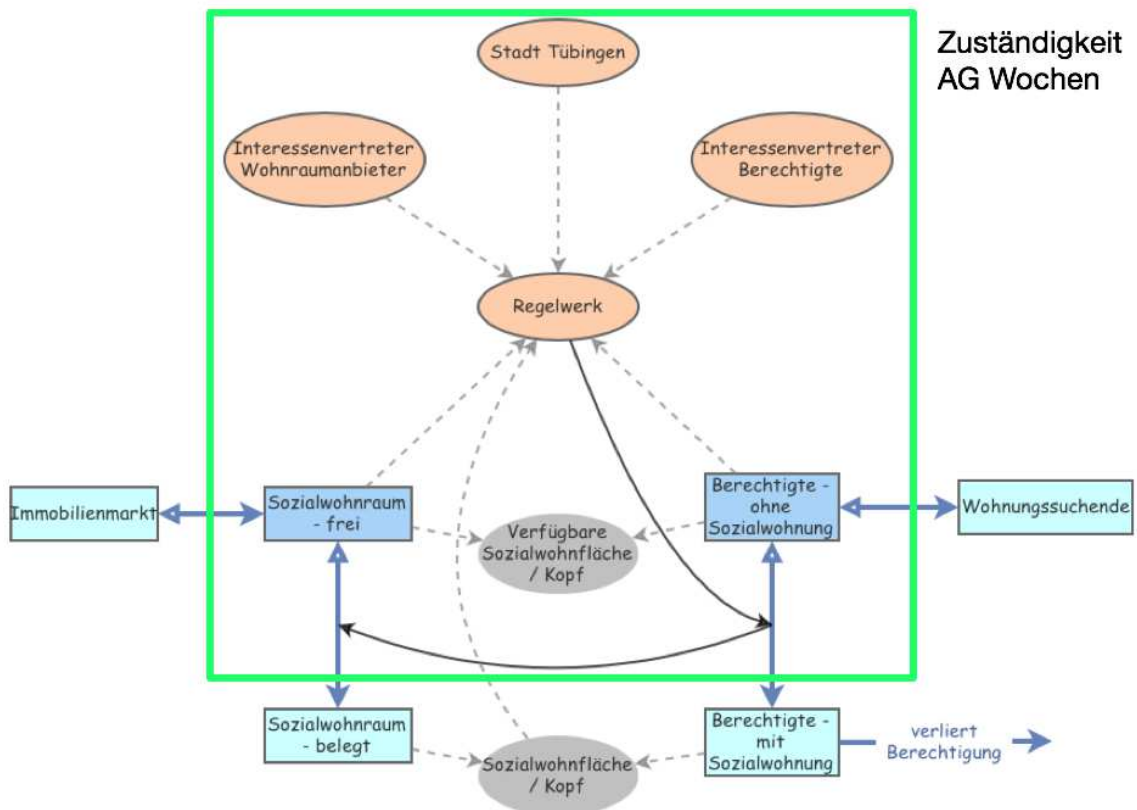 Zuständigkeit
AG Wochen
Stadt Tübingen
Interessenvertreter
Wohnraumanbieter
Interessenvertreter
Berechtigte
Regelwerk
Immobilienmarkt
Sozialwohnraum
- frei
Verfügbare
Sozialwohnfläche
/ Kopf
Berechtigte -
ohne
Sozialwohnung
Wohnungssuchende
Sozialwohnraum
- belegt
Sozialwohnfläche
/ Kopf
Berechtigte -
mit
Sozialwohnung
verliert
Berechtigung